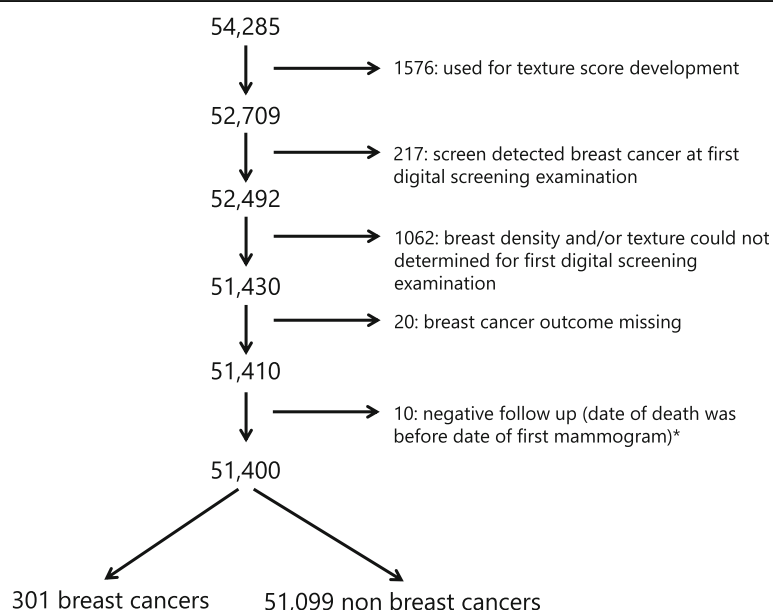 54,285
1576: used for texture score development
52,709
217: screen detected breast cancer at first
digital screening examination
52,492
1062: breast density and/or texture could not
determined for first digital screening
examination
51,430
20: breast cancer outcome missing
51,410
10: negative follow up (date of death was
before date of first mammogram)*
51,400
301 breast cancers
51,099 non breast cancers